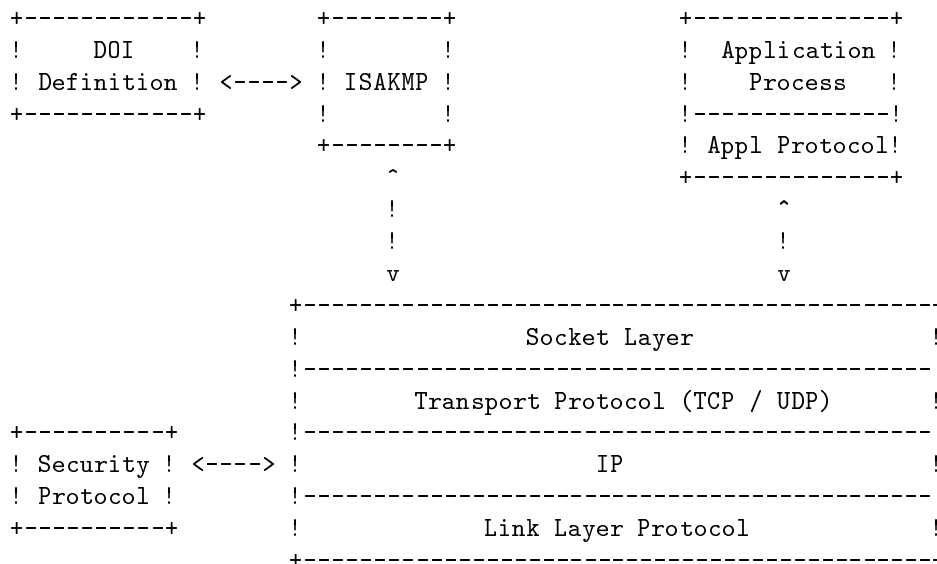 DOI Definition
ISAKMP
Application Process
Appl Protocol
Socket Layer
Transport Protocol (TCP / UDP)
Security Protocol
IP
Link Layer Protocol